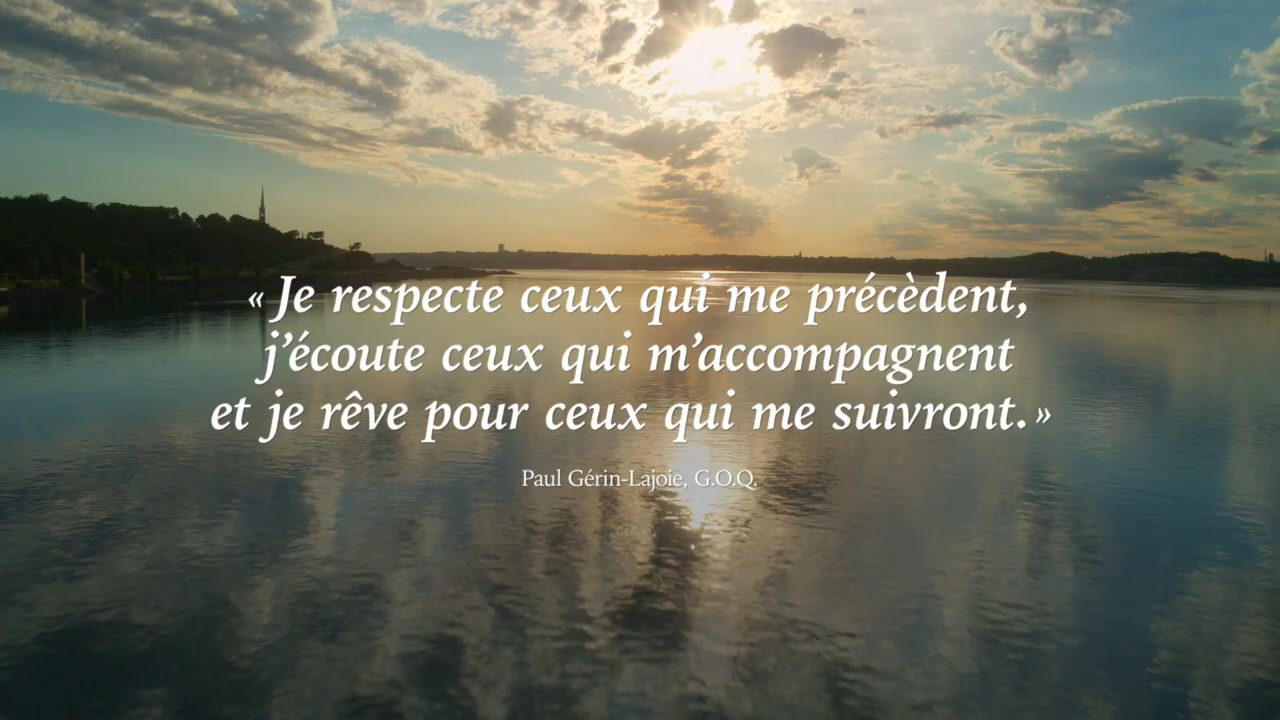 « Je respecte ceux qui me précèdent,
j’écoute ceux qui m’accompagnent
et je rêve pour ceux qui me suivront. »
Paul Gérin-Lajoie, G.O.Q.